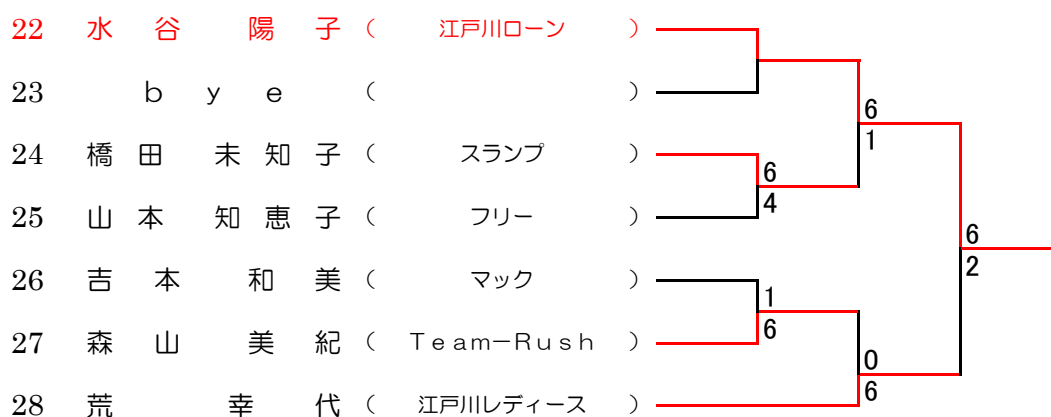 22 水谷 陽子 ( 江戸川ローン )
23 bye ( )
24 橋田 未知子 ( スランプ )
25 山本 知恵子 ( フリー )
26 吉本 和美 ( マック )
27 森山 美紀 ( Team-Rush )
28 荒 幸代 ( 江戸川レディース )
6
1
6
4
6
2
1
6
0
6